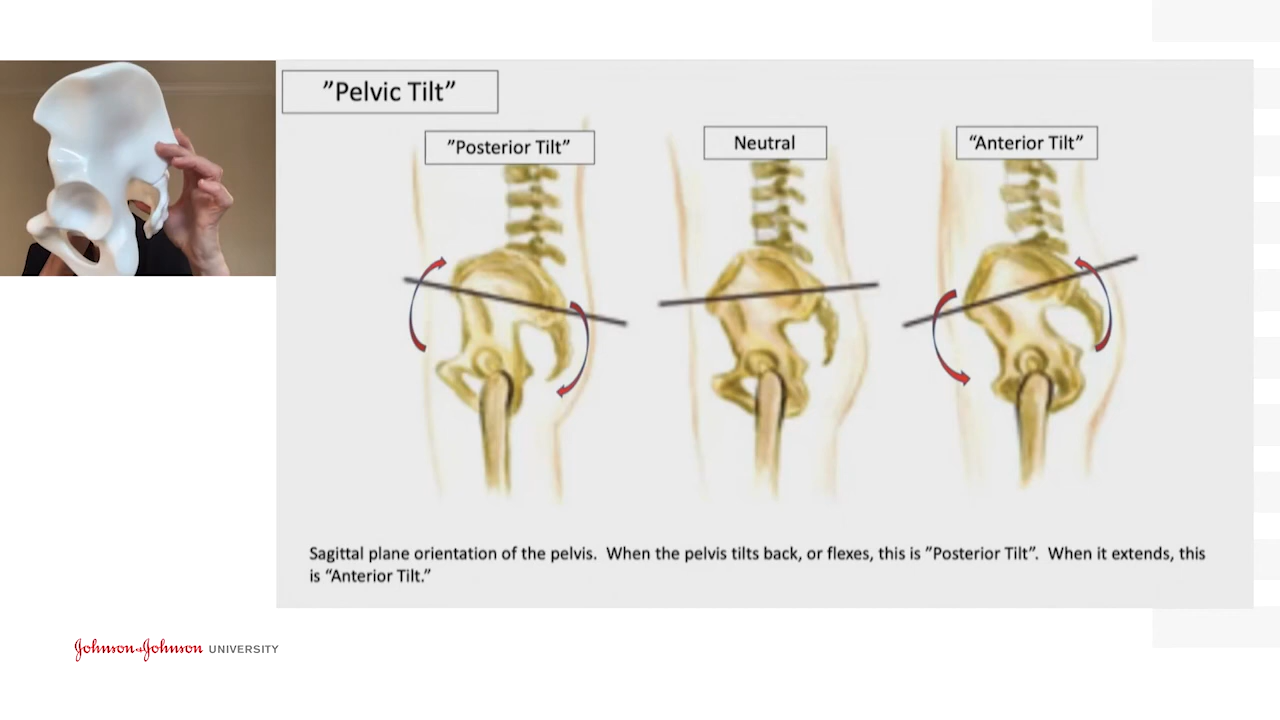 ”Pelvic Tilt”
”Posterior Tilt”
Neutral
“Anterior Tilt”
Sagittal plane orientation of the pelvis.  When the pelvis tilts back, or flexes, this is ”Posterior Tilt”.  When it extends, this
is “Anterior Tilt.”
Johnson+Johnson UNIVERSITY